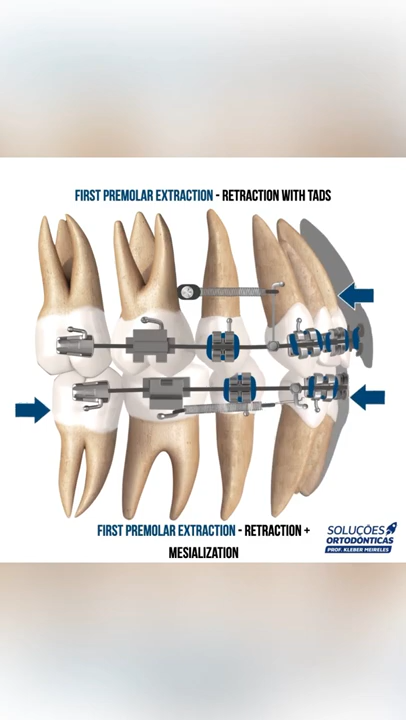 FIRST PREMOLAR EXTRACTION - RETRACTION WITH TADS
FIRST PREMOLAR EXTRACTION - RETRACTION +
MESIALIZATION
SOLUÇÕES
ORTODÔNTICAS
PROF. KLEBER MEIRELES